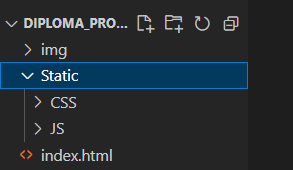 DIPLOMA_PRO...
img
Static
CSS
JS
index.html